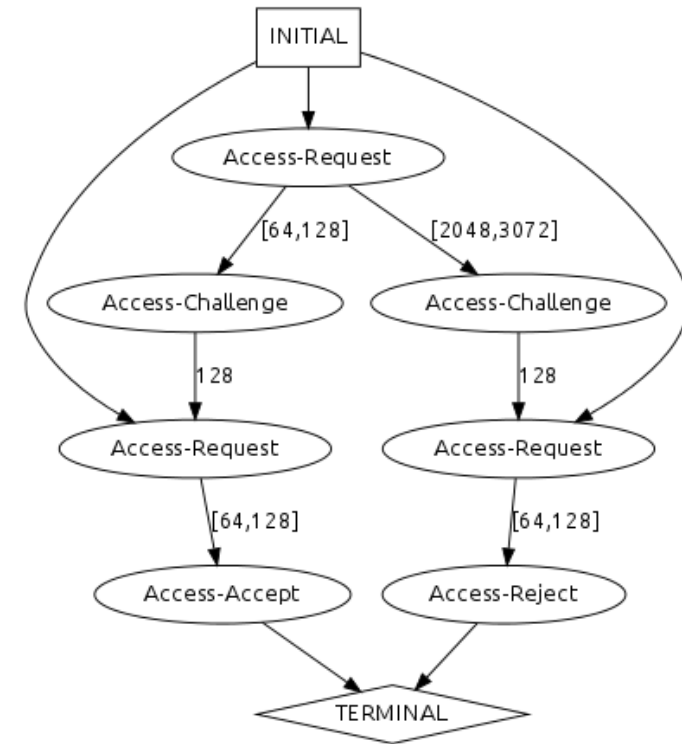 INITIAL
Access-Request
[64,128]
[2048,3072]
Access-Challenge
Access-Challenge
128
128
Access-Request
Access-Request
[64,128]
[64,128]
Access-Accept
Access-Reject
TERMINAL